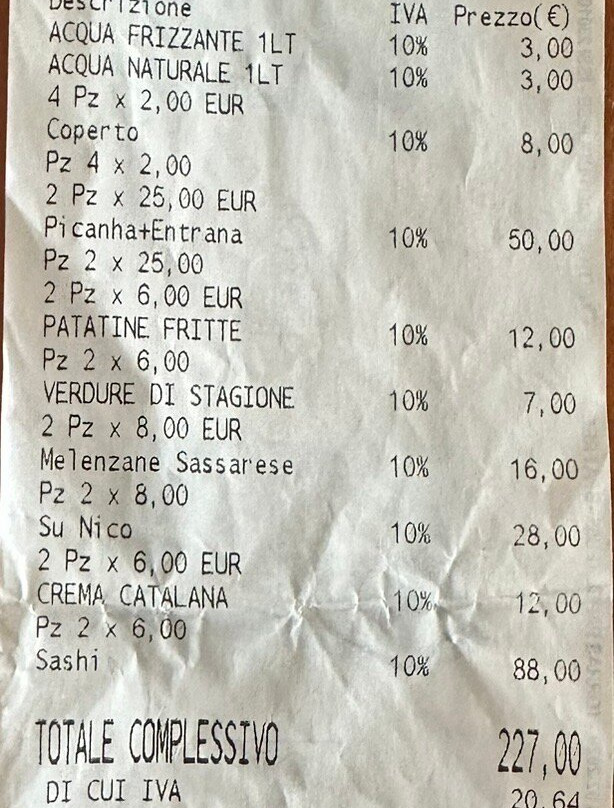 Descrizione IVA Prezzo(€)
ACQUA FRIZZANTE 1LT 10% 3,00
ACQUA NATURALE 1LT 10% 3,00
4 Pz x 2,00 EUR
Coperto 10% 8,00
Pz 4 x 2,00
2 Pz x 25,00 EUR
Picanha+Entrana 10% 50,00
Pz 2 x 25,00
2 Pz x 6,00 EUR
PATATINE FRITTE 10% 12,00
Pz 2 x 6,00
VERDURE DI STAGIONE 10% 7,00
2 Pz x 8,00 EUR
Melenzane Sassarese 10% 16,00
Pz 2 x 8,00
Su Nico 10% 28,00
2 Pz x 6,00 EUR
CREMA CATALANA 10% 12,00
Pz 2 x 6,00
Sashi 10% 88,00
TOTALE COMPLESSIVO 227,00
DI CUI IVA 20,64